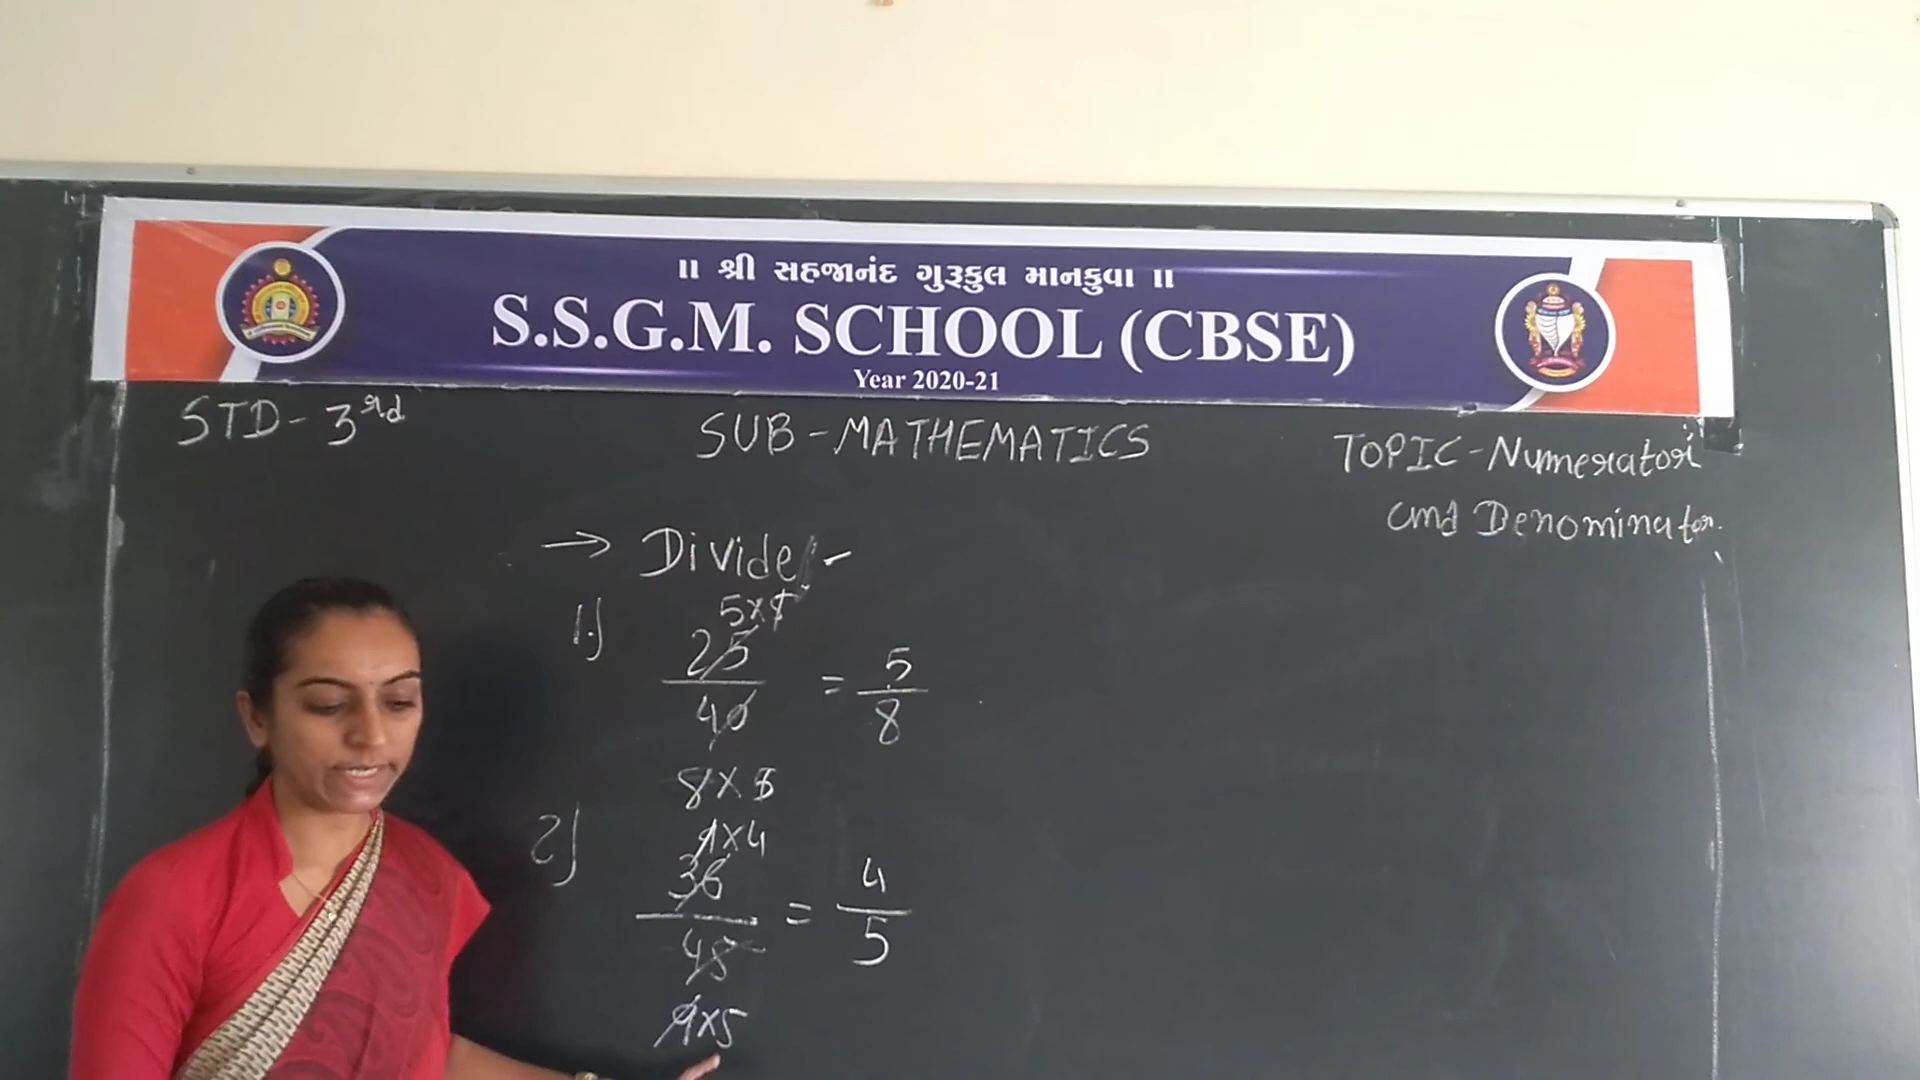 ॥ શ્રી સહજાનંદ ગુરૂકુલ માનકુવા ॥
S.S.G.M. SCHOOL (CBSE)
Year 2020-21
STD - 3rd
SUB - MATHEMATICS
TOPIC - Numerator
and Denominator.
→ Divide :-
1.)
5×5
25
40
= 5
8
8×5
2)
9×4
36
45
= 4
5
9×5